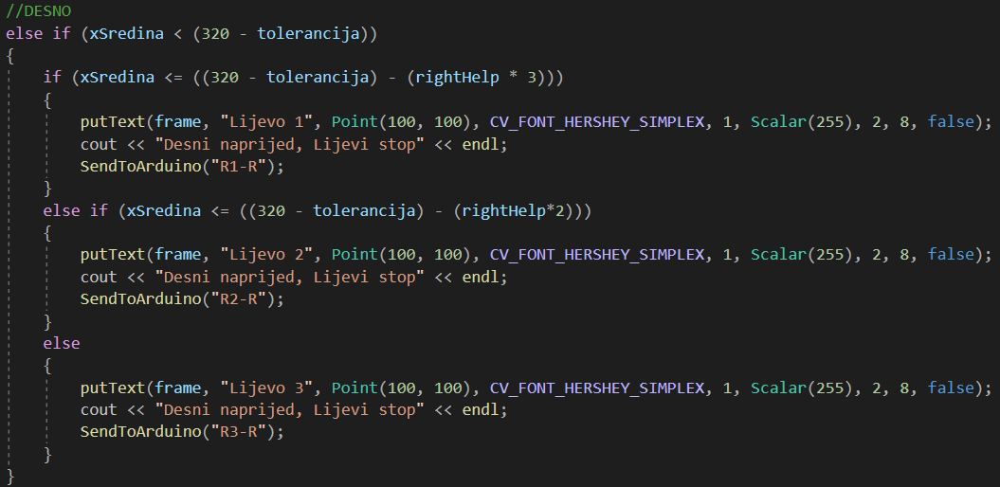 //DESNO
else if (xSredina < (320 - tolerancija))
{
if (xSredina <= ((320 - tolerancija) - (rightHelp * 3)))
{
putText(frame, "Lijevo 1", Point(100, 100), CV_FONT_HERSHEY_SIMPLEX, 1, Scalar(255), 2, 8, false);
cout << "Desni naprijed, Lijevi stop" << endl;
SendToArduino("R1-R");
}
else if (xSredina <= ((320 - tolerancija) - (rightHelp*2)))
{
putText(frame, "Lijevo 2", Point(100, 100), CV_FONT_HERSHEY_SIMPLEX, 1, Scalar(255), 2, 8, false);
cout << "Desni naprijed, Lijevi stop" << endl;
SendToArduino("R2-R");
}
else
{
putText(frame, "Lijevo 3", Point(100, 100), CV_FONT_HERSHEY_SIMPLEX, 1, Scalar(255), 2, 8, false);
cout << "Desni naprijed, Lijevi stop" << endl;
SendToArduino("R3-R");
}
}